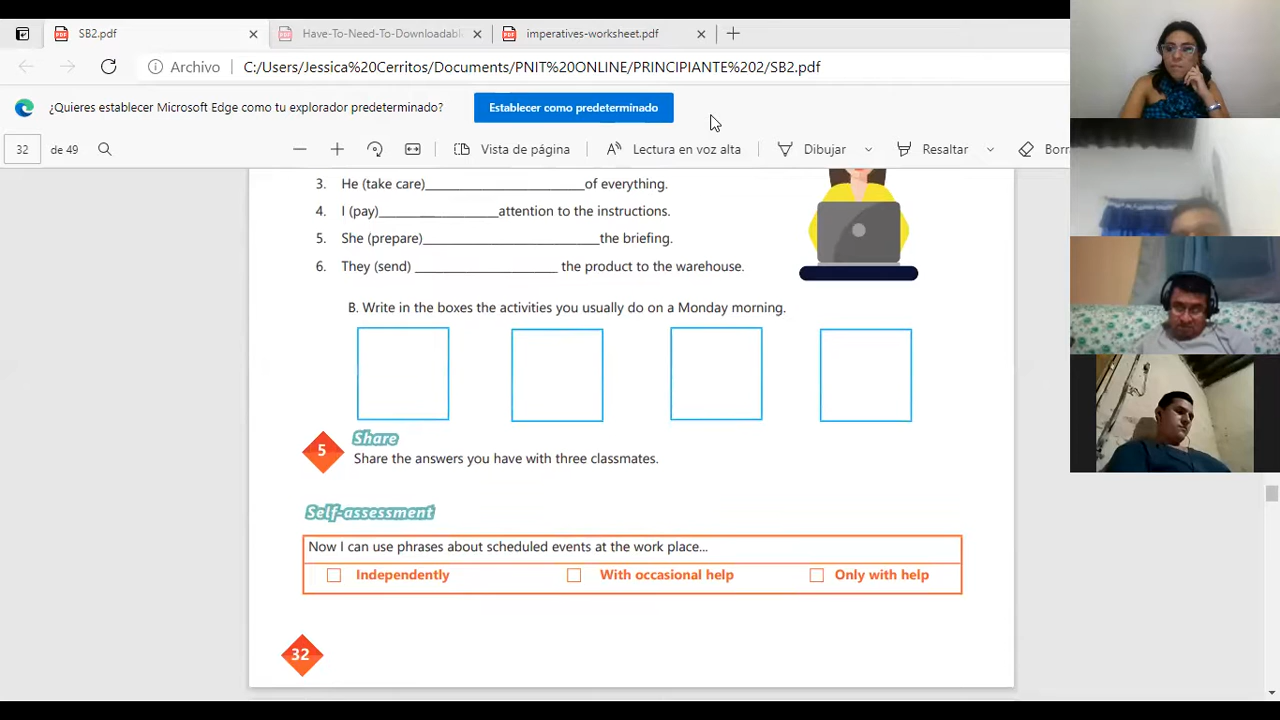 SB2.pdf
Have-To-Need-To-Downloadabl
imperatives-worksheet.pdf
Archivo
C:/Users/Jessica%20Cerritos/Documents/PNIT%20ONLINE/PRINCIPIANTE%202/SB2.pdf
¿Quieres establecer Microsoft Edge como tu explorador predeterminado?
Establecer como predeterminado
32 de 49
Vista de página
Lectura en voz alta
Dibujar
Resaltar
Borr
3. He (take care)____________________of everything.
4. I (pay)_______________attention to the instructions.
5. She (prepare)______________________the briefing.
6. They (send) __________________ the product to the warehouse.
B. Write in the boxes the activities you usually do on a Monday morning.
5
Share
Share the answers you have with three classmates.
Self-assessment
Now I can use phrases about scheduled events at the work place...
Independently
With occasional help
Only with help
32